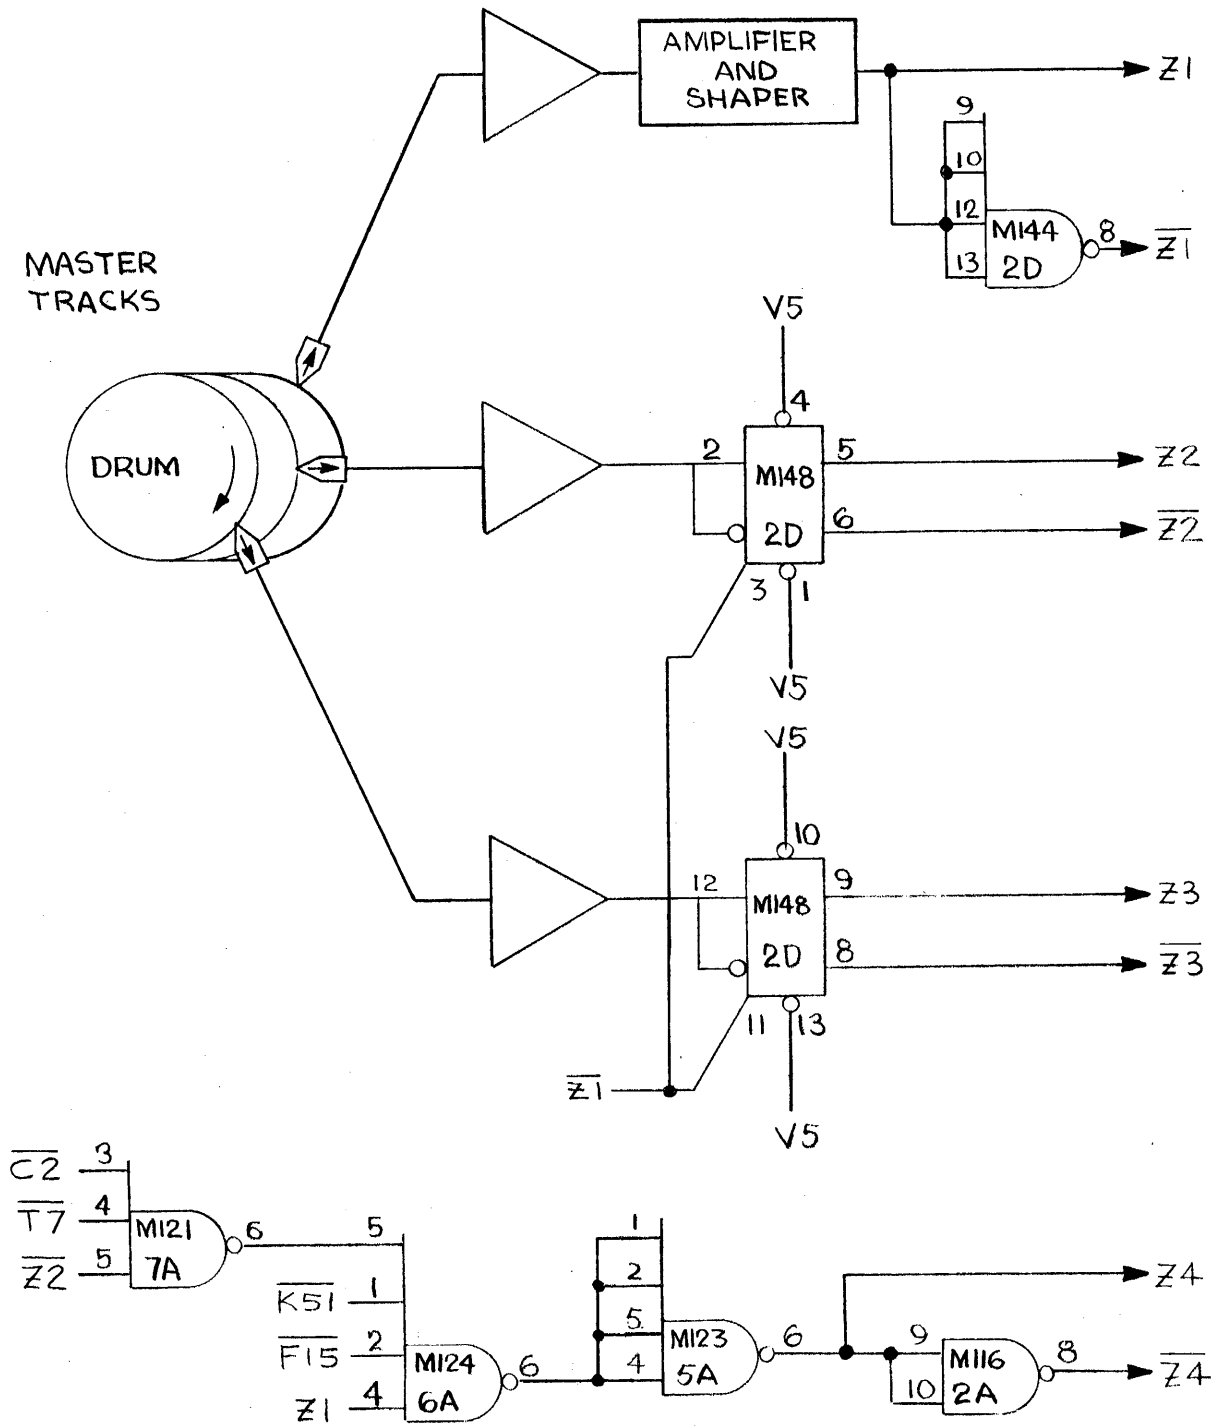 AMPLIFIER
AND
SHAPER
Z1
9
10
12
13
M144
2D
8
Z̅1̅
MASTER
TRACKS
DRUM
V5
4
2
M148
2D
5
Z2
6
Z̅2̅
3
1
V5
V5
10
12
M148
2D
9
Z3
8
Z̅3̅
11
13
Z̅1̅
V5
C̅2̅
3
T̅7̅
4
Z̅2̅
5
M121
7A
6
5
K̅5̅1̅
1
F̅1̅5̅
2
Z1
4
M124
6A
6
1
2
5
4
M123
5A
6
Z4
9
10
M116
2A
8
Z̅4̅